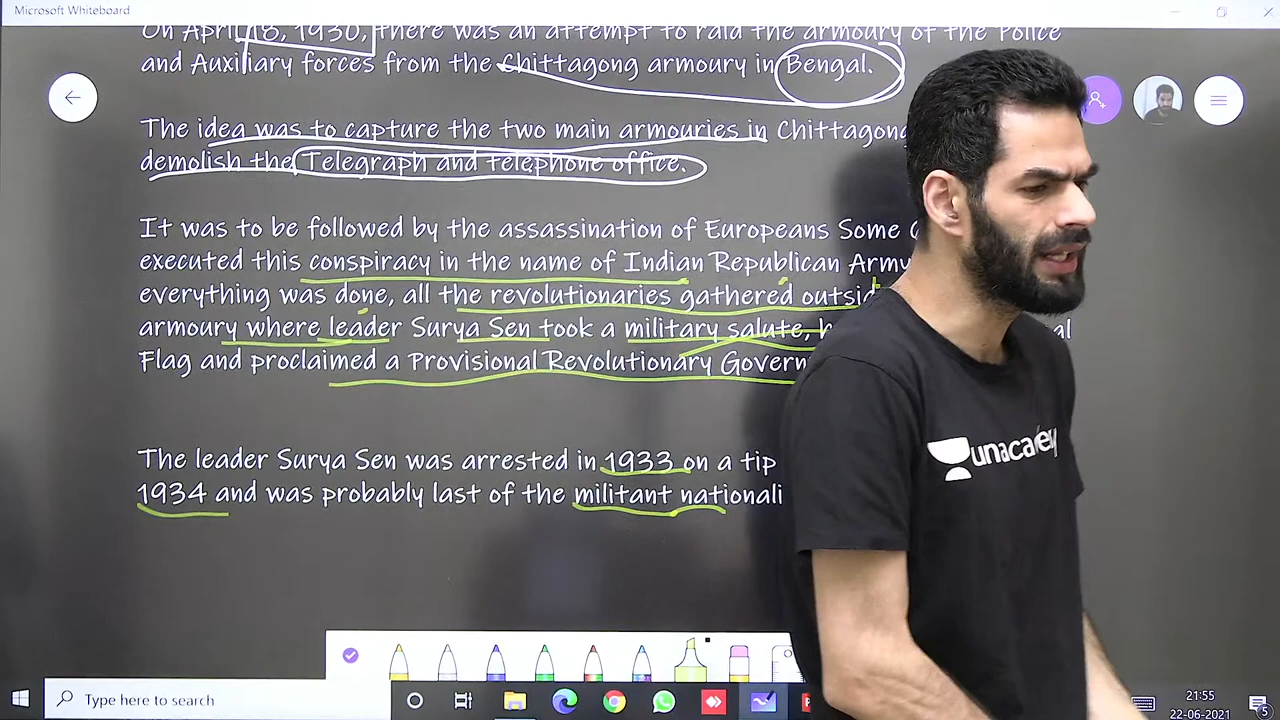 Microsoft Whiteboard
On April 18, 1930, there was an attempt to raid the armoury of the Police
and Auxiliary forces from the Chittagong armoury in Bengal.
The idea was to capture the two main armouries in Chittagong
demolish the Telegraph and telephone office.
It was to be followed by the assassination of Europeans Some
executed this conspiracy in the name of Indian Republican Army
everything was done, all the revolutionaries gathered
armoury where leader Surya Sen took a military salute,
Flag and proclaimed a Provisional Revolutionary
unacademy
The leader Surya Sen was arrested in 1933 on a tip
1934 and was probably last of the militant
Type here to search
21:55
22-06-2021
5